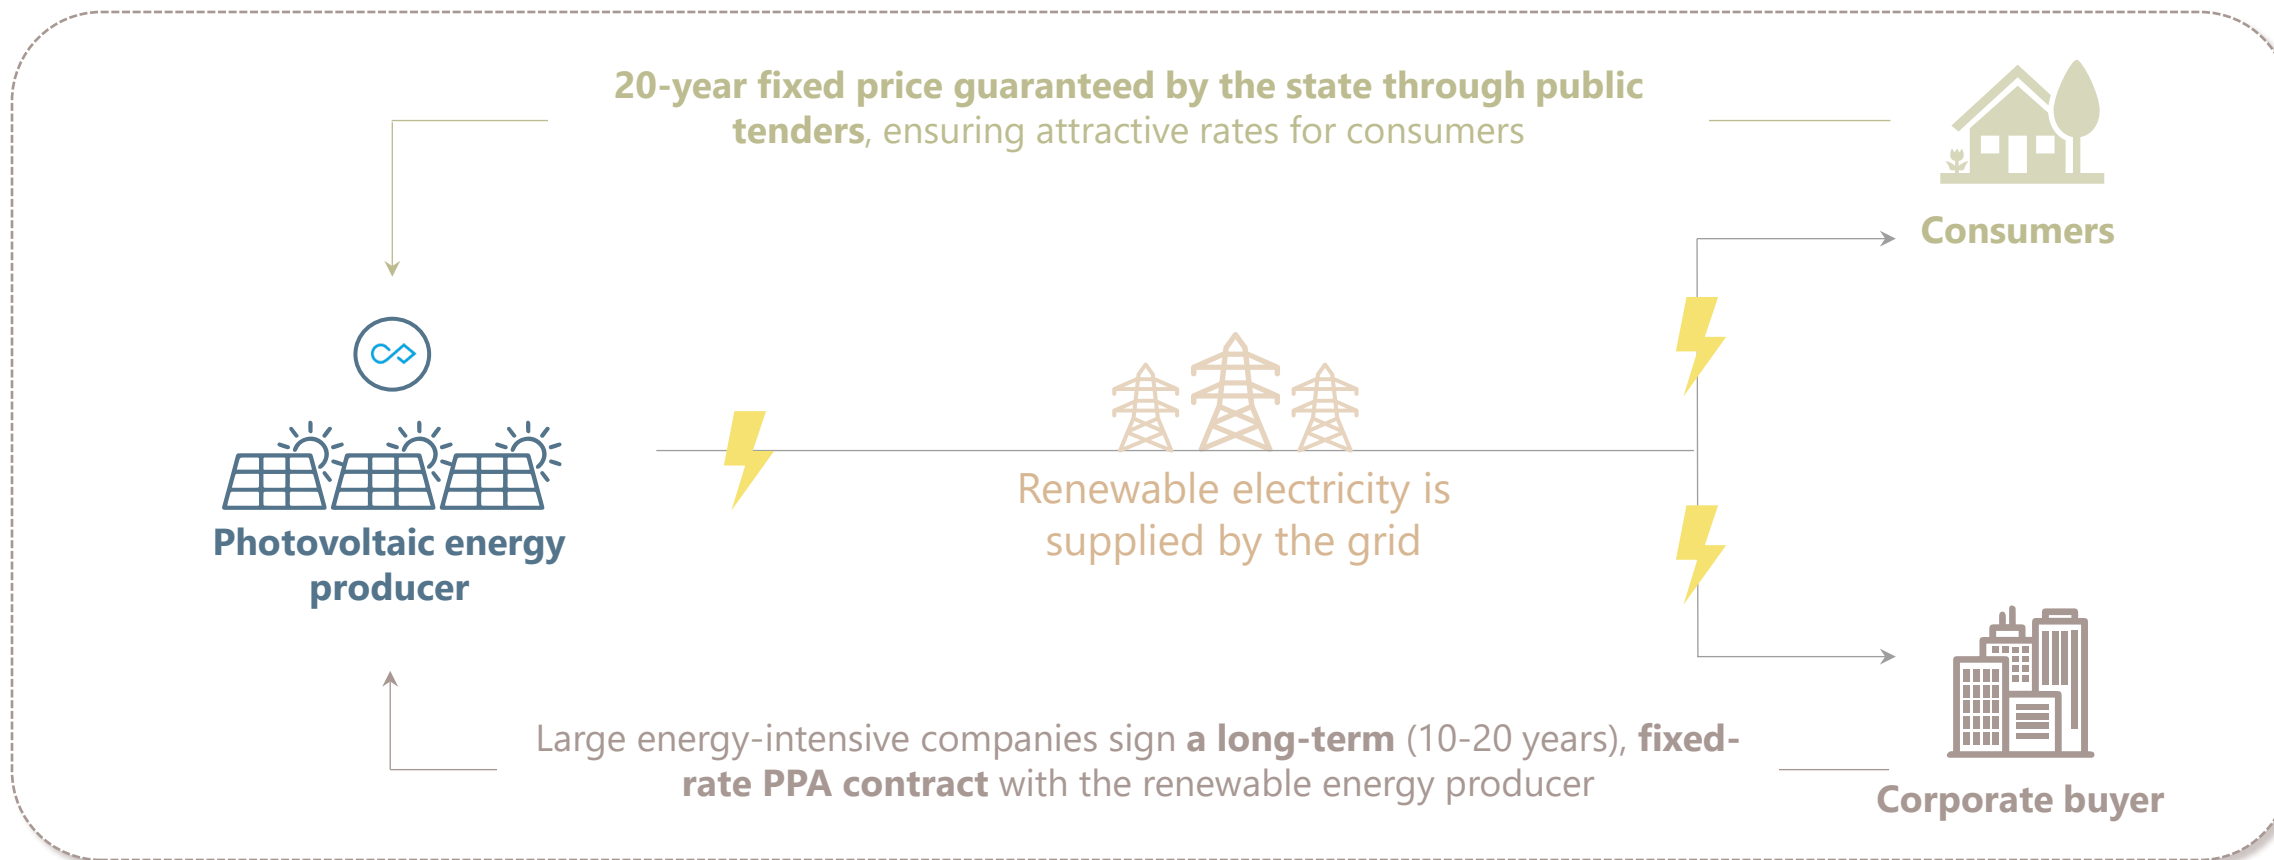 20-year fixed price guaranteed by the state through public
tenders, ensuring attractive rates for consumers
Consumers
Renewable electricity is
supplied by the grid
Photovoltaic energy
producer
Large energy-intensive companies sign a long-term (10-20 years), fixed-
rate PPA contract with the renewable energy producer
Corporate buyer